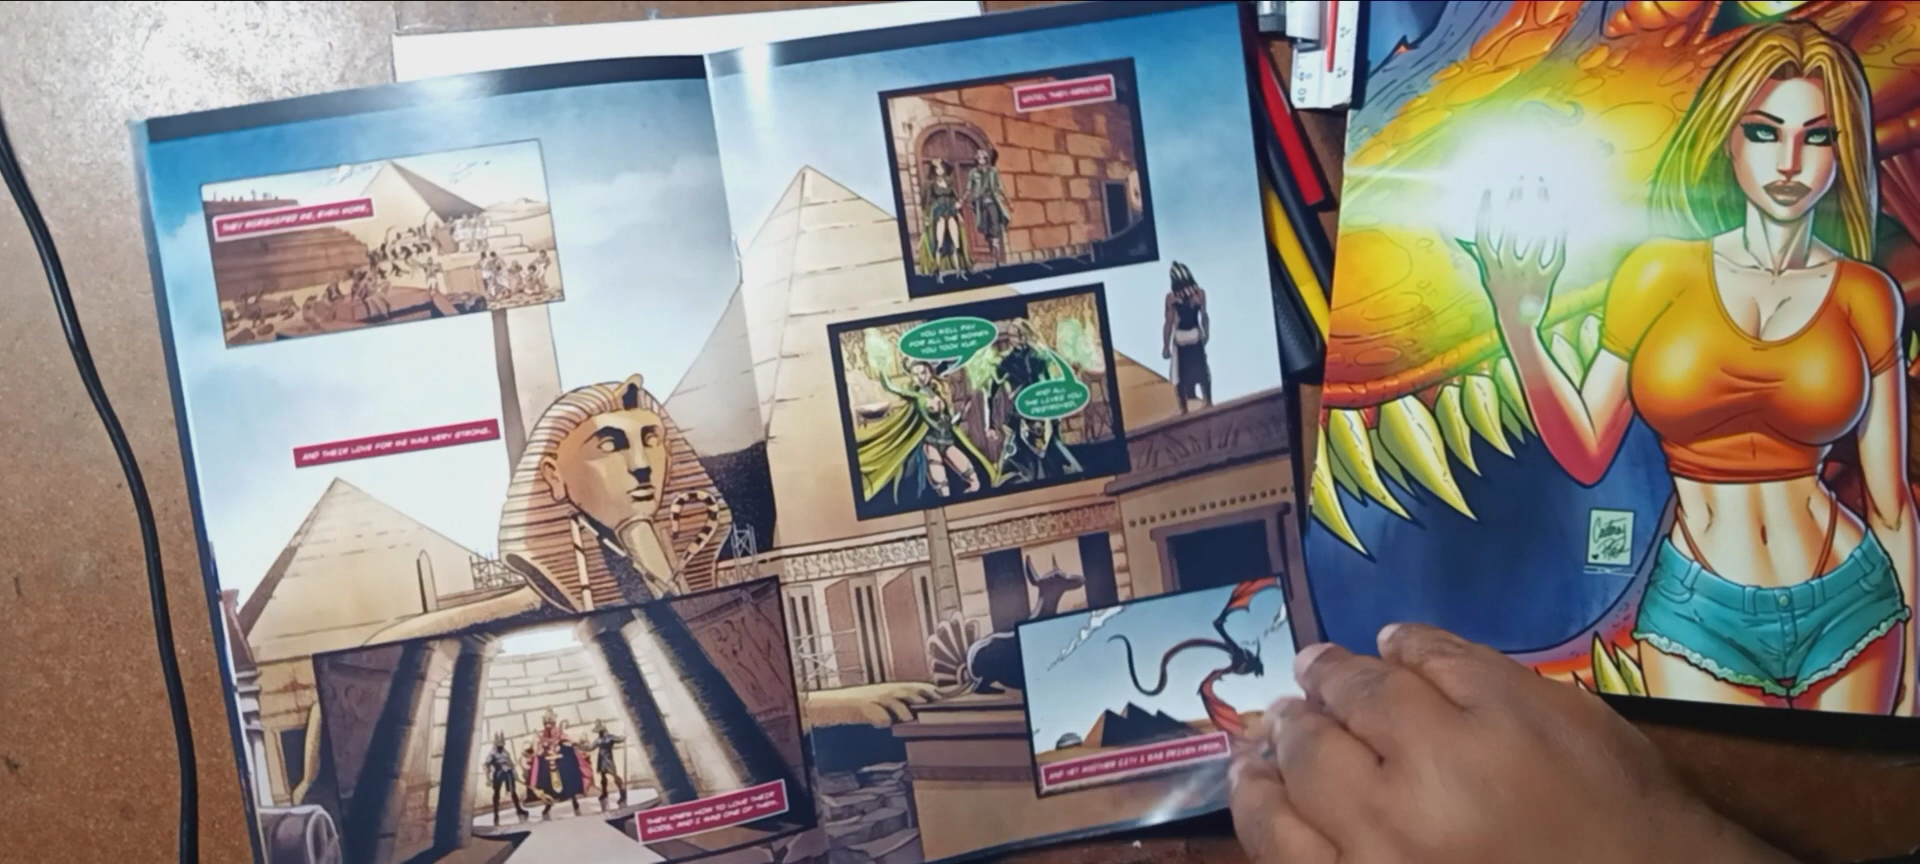 THEY WORSHIPED ME, EVEN MORE.
AND THEIR LOVE FOR ME WAS VERY STRONG.
THEY KNEW HOW TO LOVE THEIR
GODS, AND I WAS ONE OF THEM.
UNTIL THEY ARRIVED.
YOU WILL PAY
FOR ALL THE WOMEN
YOU TOOK
AND ALL
THE LIVES YOU
DESTROYED.
AND YET ANOTHER CITY I WAS DRIVEN FROM.
40